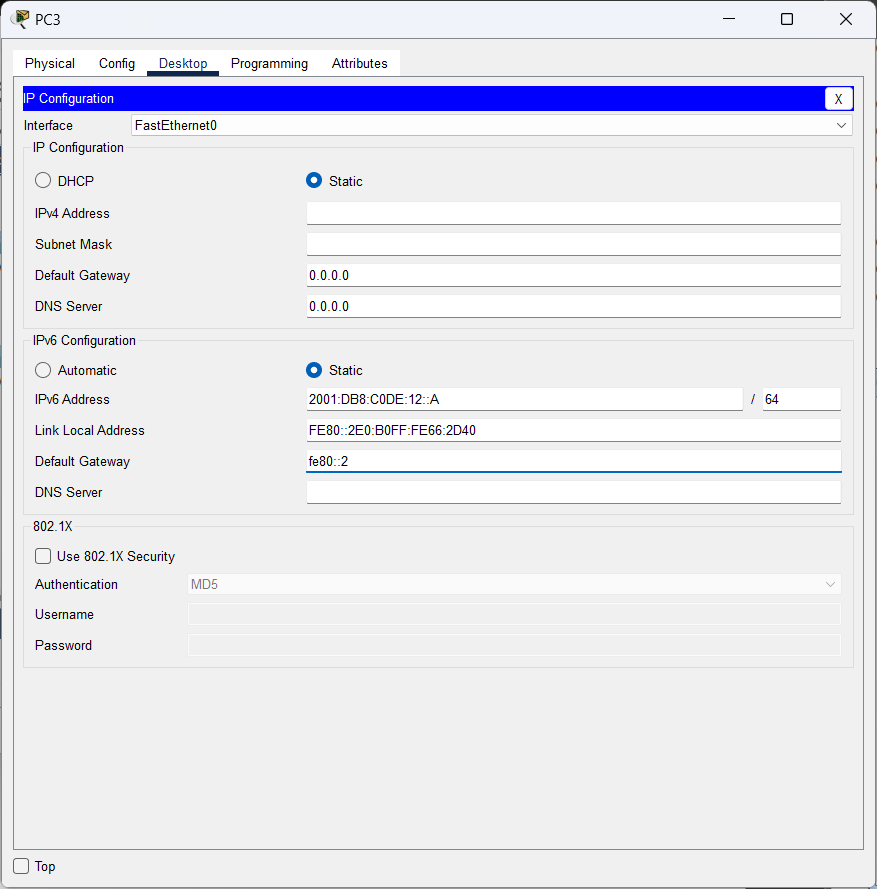 PC3
Physical Config Desktop Programming Attributes
IP Configuration X
Interface FastEthernet0
IP Configuration
DHCP Static
IPv4 Address
Subnet Mask
Default Gateway 0.0.0.0
DNS Server 0.0.0.0
IPv6 Configuration
Automatic Static
IPv6 Address 2001:DB8:C0DE:12::A / 64
Link Local Address FE80::2E0:B0FF:FE66:2D40
Default Gateway fe80::2
DNS Server
802.1X
Use 802.1X Security
Authentication MD5
Username
Password
Top